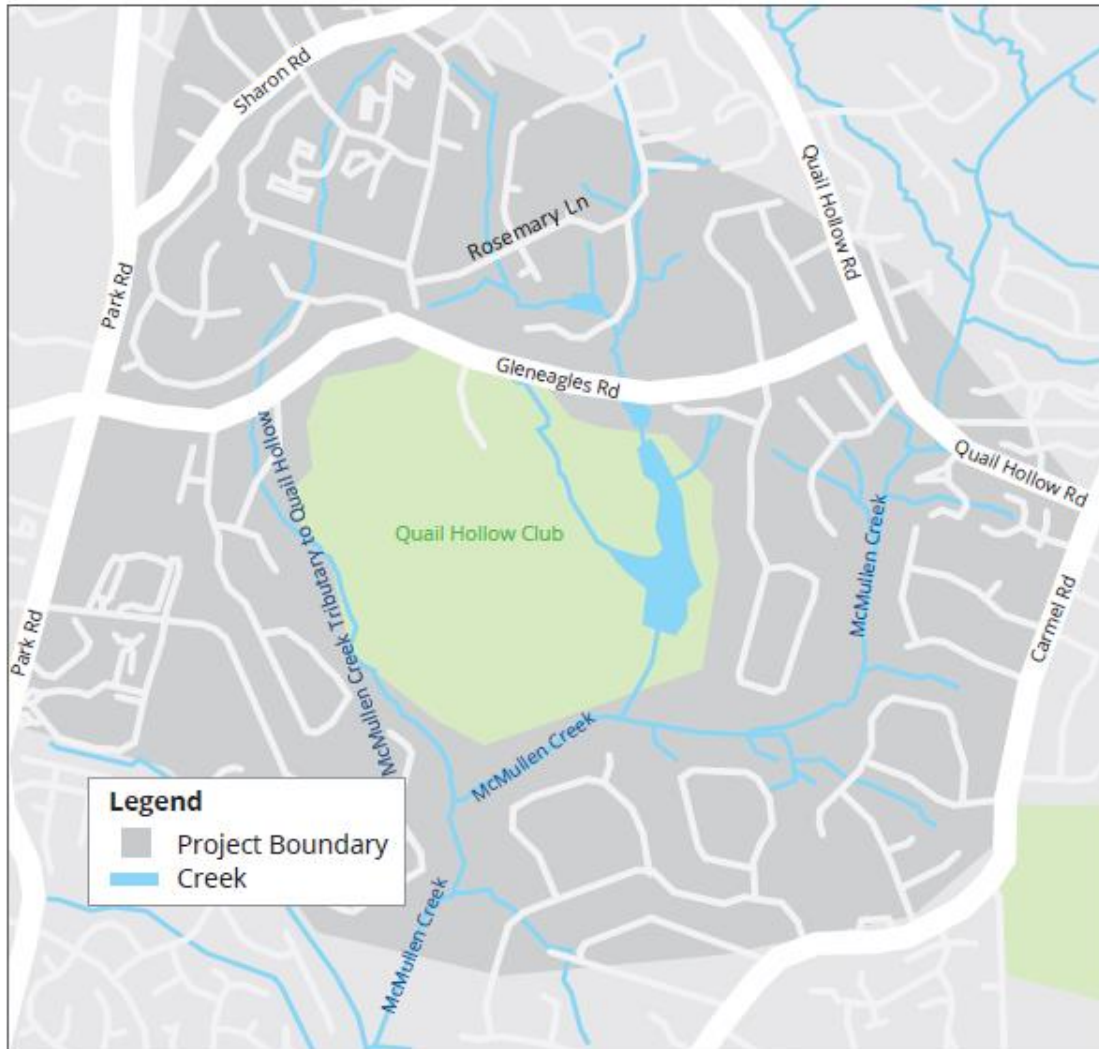 Sharon Rd
Quail Hollow Rd
Rosemary Ln
Park Rd
Gleneagles Rd
McMullen Creek Tributary to Quail Hollow
Quail Hollow Rd
Quail Hollow Club
McMullen Creek
Carmel Rd
Park Rd
McMullen Creek
Legend
Project Boundary
Creek
McMullen Creek